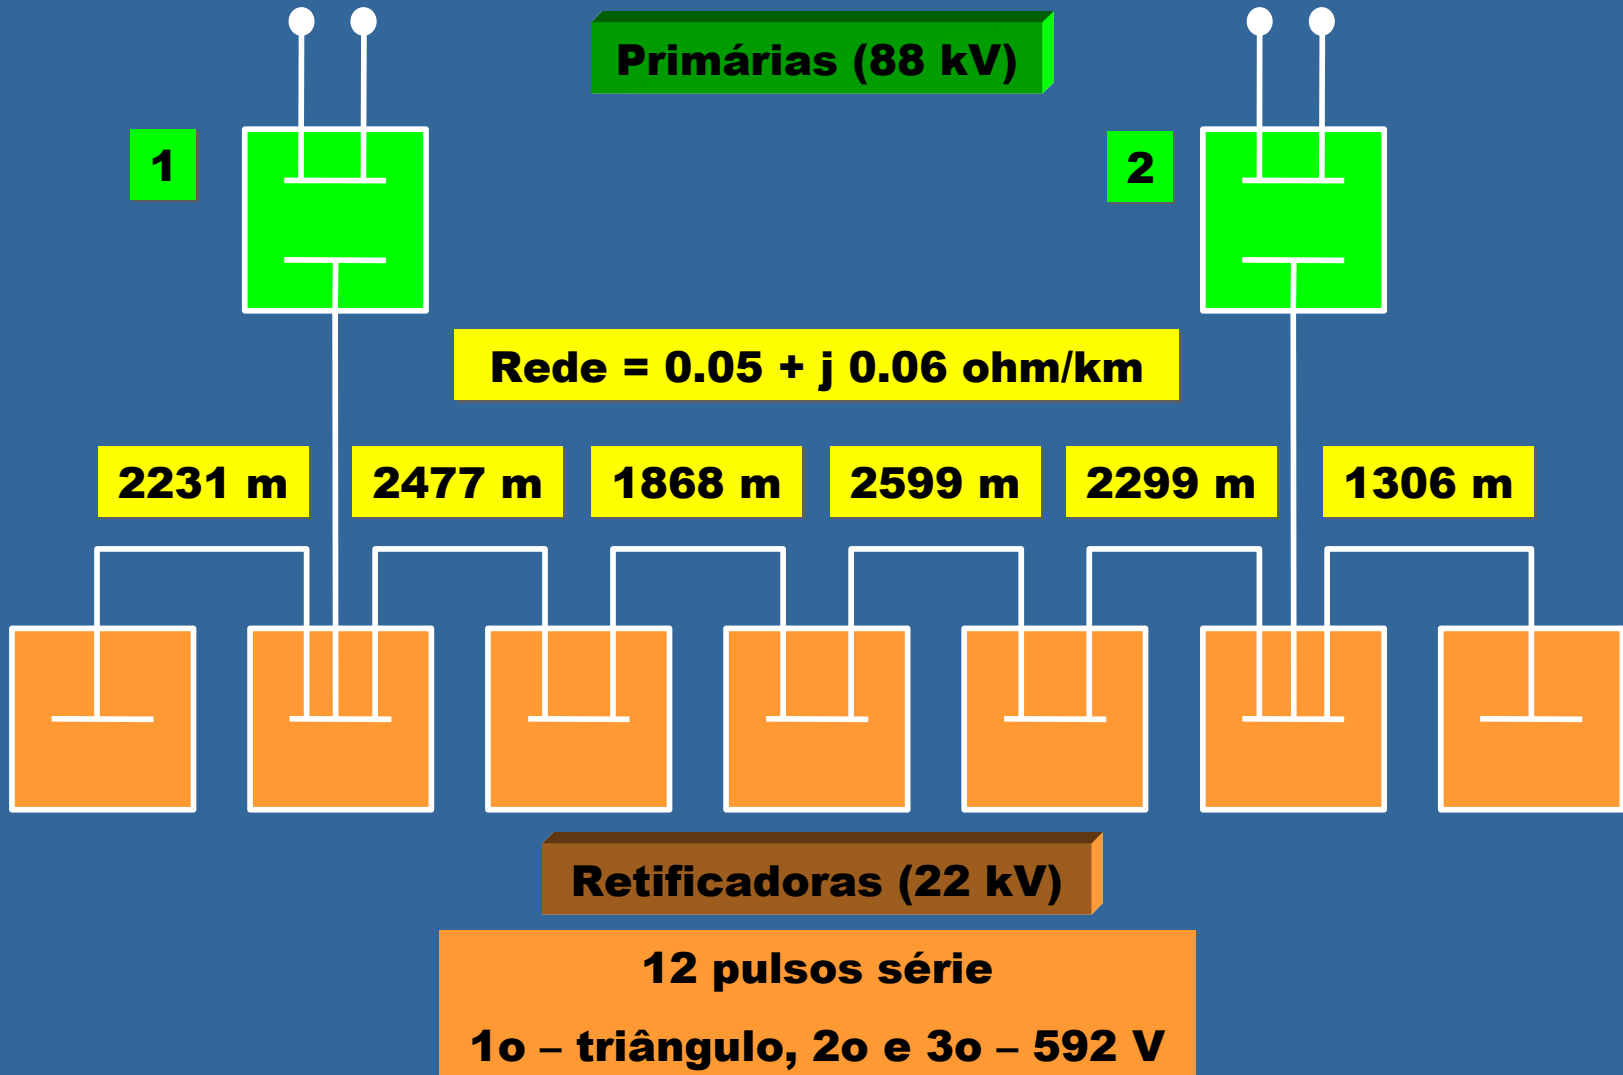 Primárias (88 kV)
1
2
Rede = 0.05 + j 0.06 ohm/km
2231 m
2477 m
1868 m
2599 m
2299 m
1306 m
Retificadoras (22 kV)
12 pulsos série
1o – triângulo, 2o e 3o – 592 V